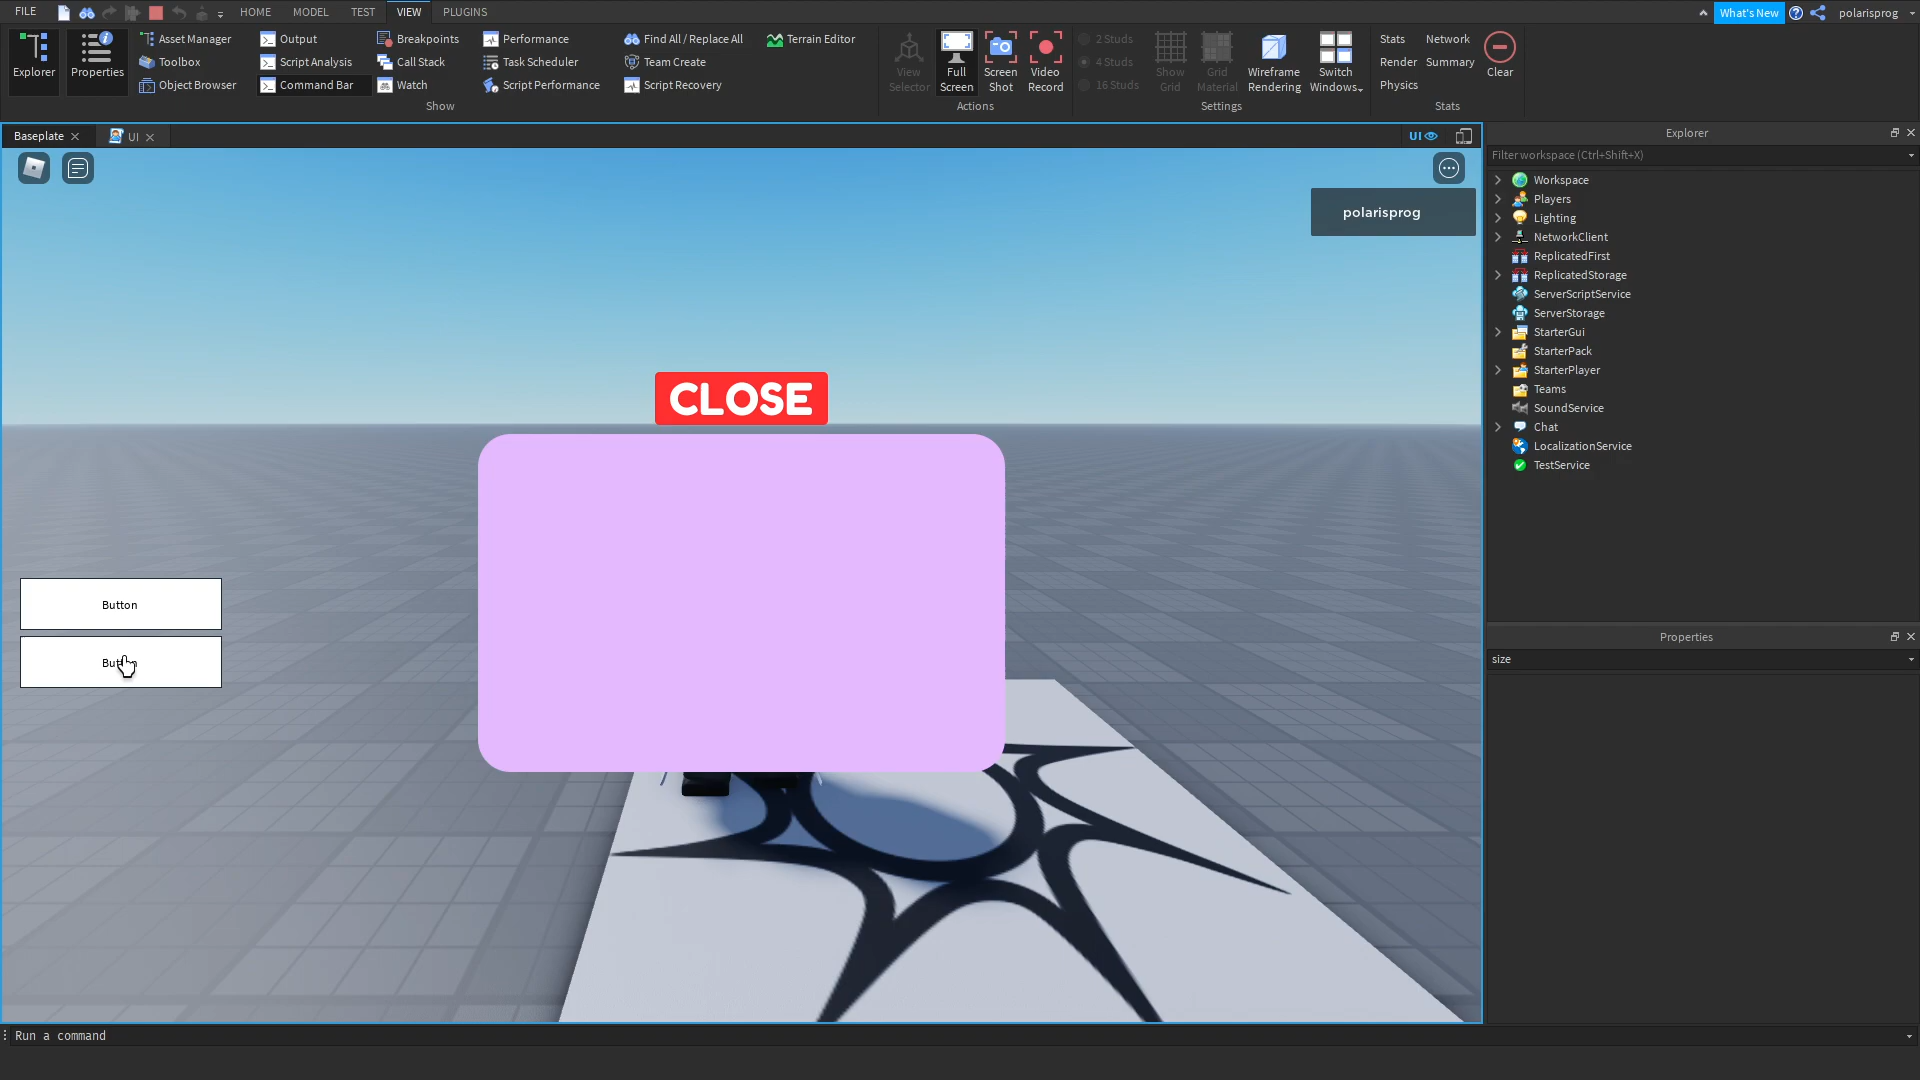 FILE
HOME
MODEL
TEST
VIEW
PLUGINS
What's New
polarisprog
Explorer
Properties
Asset Manager
Toolbox
Object Browser
Output
Script Analysis
Command Bar
Breakpoints
Call Stack
Watch
Performance
Task Scheduler
Script Performance
Find All / Replace All
Team Create
Script Recovery
Terrain Editor
Show
View
Selector
Full
Screen
Screen
Shot
Video
Record
Actions
2 Studs
4 Studs
16 Studs
Show
Grid
Grid
Material
Wireframe
Rendering
Switch
Windows
Settings
Stats
Network
Render
Summary
Physics
Clear
Stats
Baseplate
UI
UI
polarisprog
CLOSE
Button
Button
Explorer
Filter workspace (Ctrl+Shift+X)
Workspace
Players
Lighting
NetworkClient
ReplicatedFirst
ReplicatedStorage
ServerScriptService
ServerStorage
StarterGui
StarterPack
StarterPlayer
Teams
SoundService
Chat
LocalizationService
TestService
Properties
size
Run a command